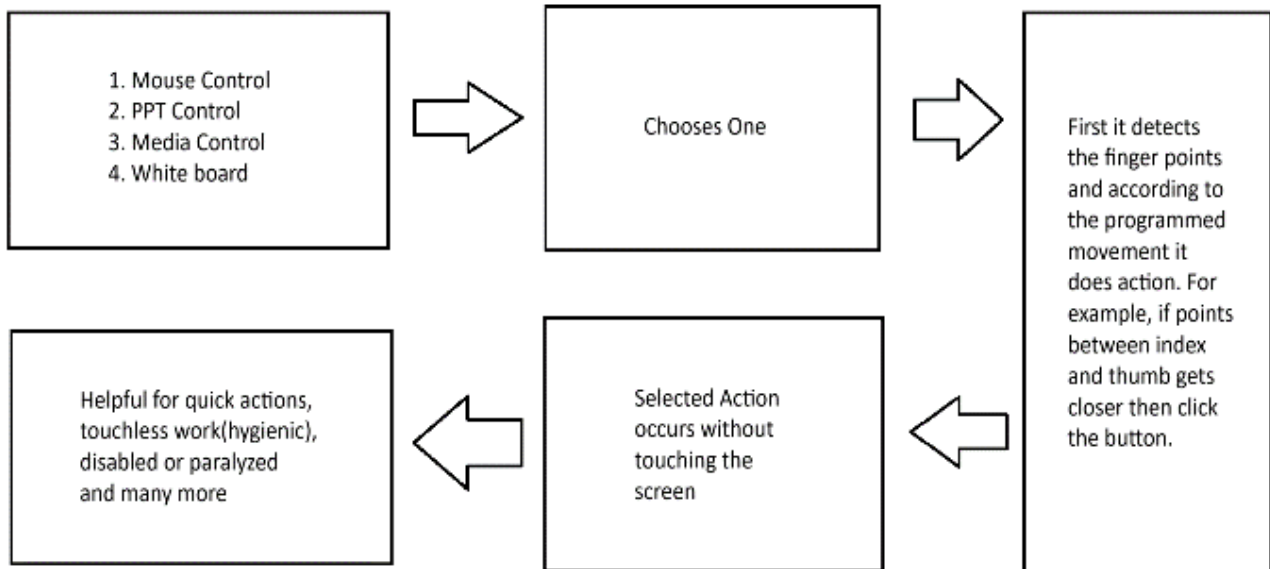 1. Mouse Control
2. PPT Control
3. Media Control
4. White board
Chooses One
First it detects
the finger points
and according to
the programmed
movement it
does action. For
example, if points
between index
and thumb gets
closer then click
the button.
Selected Action
occurs without
touching the
screen
Helpful for quick actions,
touchless work(hygienic),
disabled or paralyzed
and many more